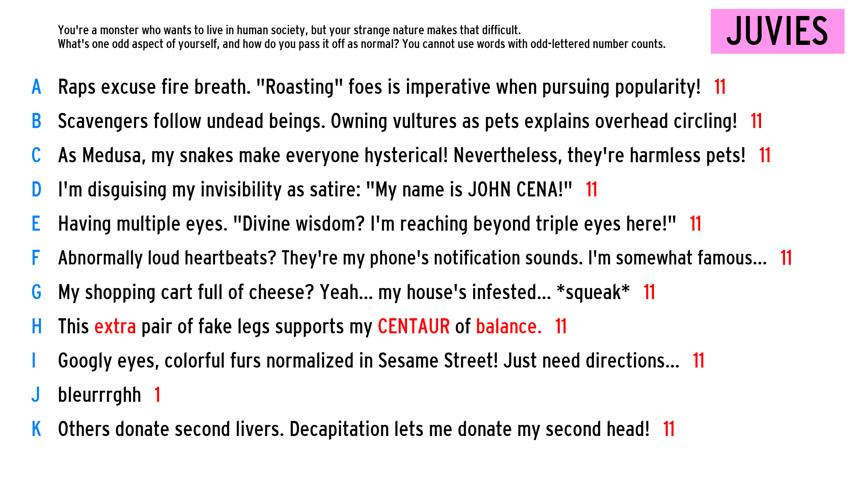 You're a monster who wants to live in human society, but your strange nature makes that difficult.
What's one odd aspect of yourself, and how do you pass it off as normal? You cannot use words with odd-lettered number counts.
JUVIES
A Raps excuse fire breath. "Roasting" foes is imperative when pursuing popularity! 11
B Scavengers follow undead beings. Owning vultures as pets explains overhead circling! 11
C As Medusa, my snakes make everyone hysterical! Nevertheless, they're harmless pets! 11
D I'm disguising my invisibility as satire: "My name is JOHN CENA!" 11
E Having multiple eyes. "Divine wisdom? I'm reaching beyond triple eyes here!" 11
F Abnormally loud heartbeats? They're my phone's notification sounds. I'm somewhat famous... 11
G My shopping cart full of cheese? Yeah... my house's infested... *squeak* 11
H This extra pair of fake legs supports my CENTAUR of balance. 11
I Googly eyes, colorful furs normalized in Sesame Street! Just need directions... 11
J bleurrrghh 1
K Others donate second livers. Decapitation lets me donate my second head! 11